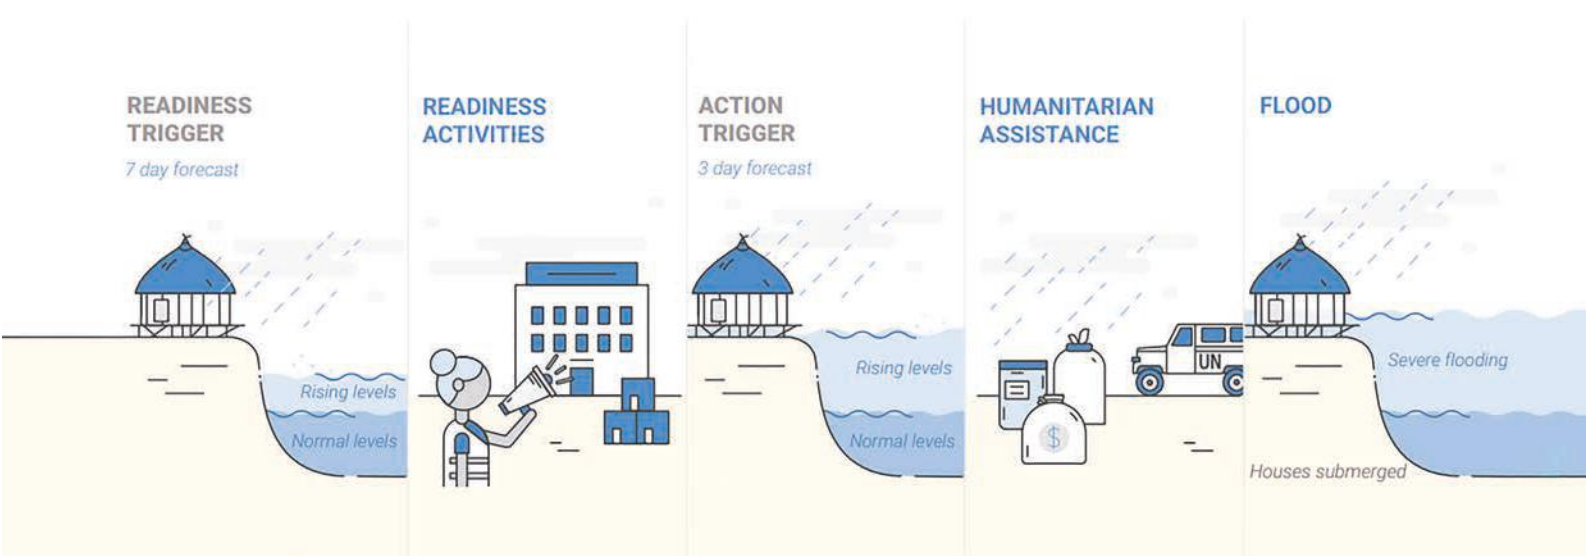 READINESS
TRIGGER
7 day forecast
Rising levels
Normal levels
READINESS
ACTIVITIES
ACTION
TRIGGER
3 day forecast
Rising levels
Normal levels
HUMANITARIAN
ASSISTANCE
$
UN
FLOOD
Severe flooding
Houses submerged